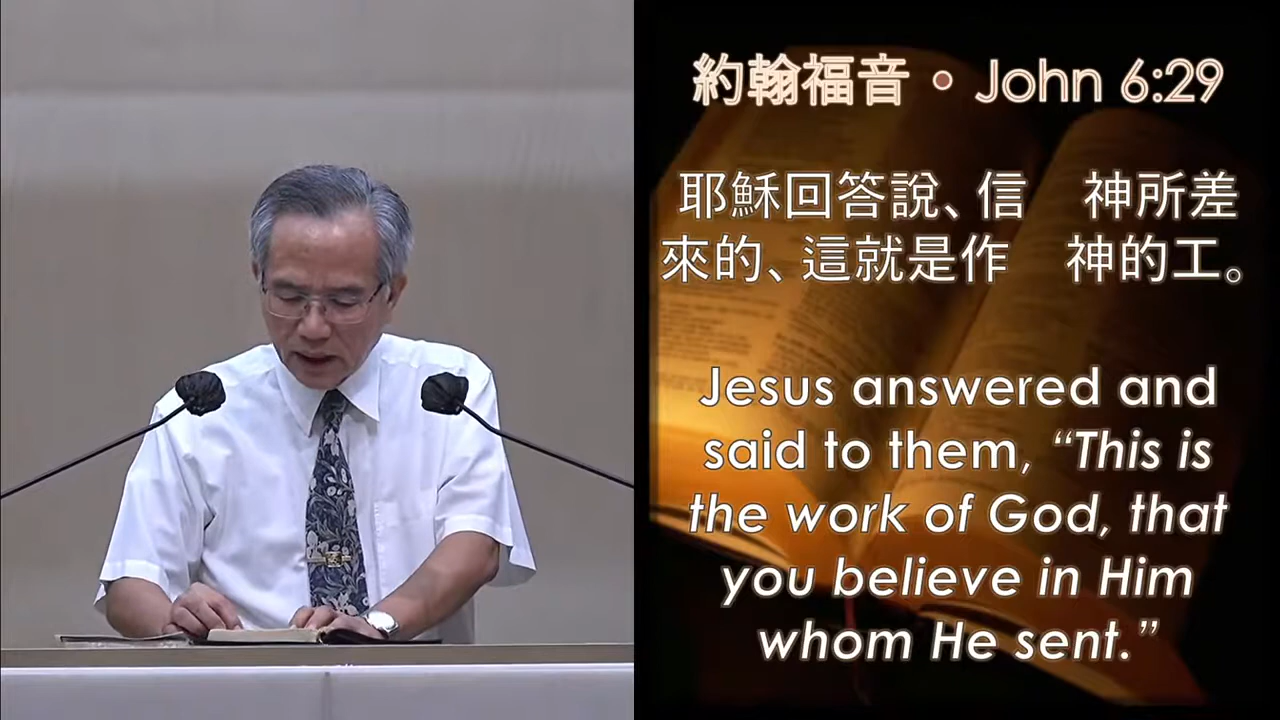 約翰福音 • John 6:29
耶穌回答說、信　神所差
來的、這就是作　神的工。
Jesus answered and
said to them, “This is
the work of God, that
you believe in Him
whom He sent.”